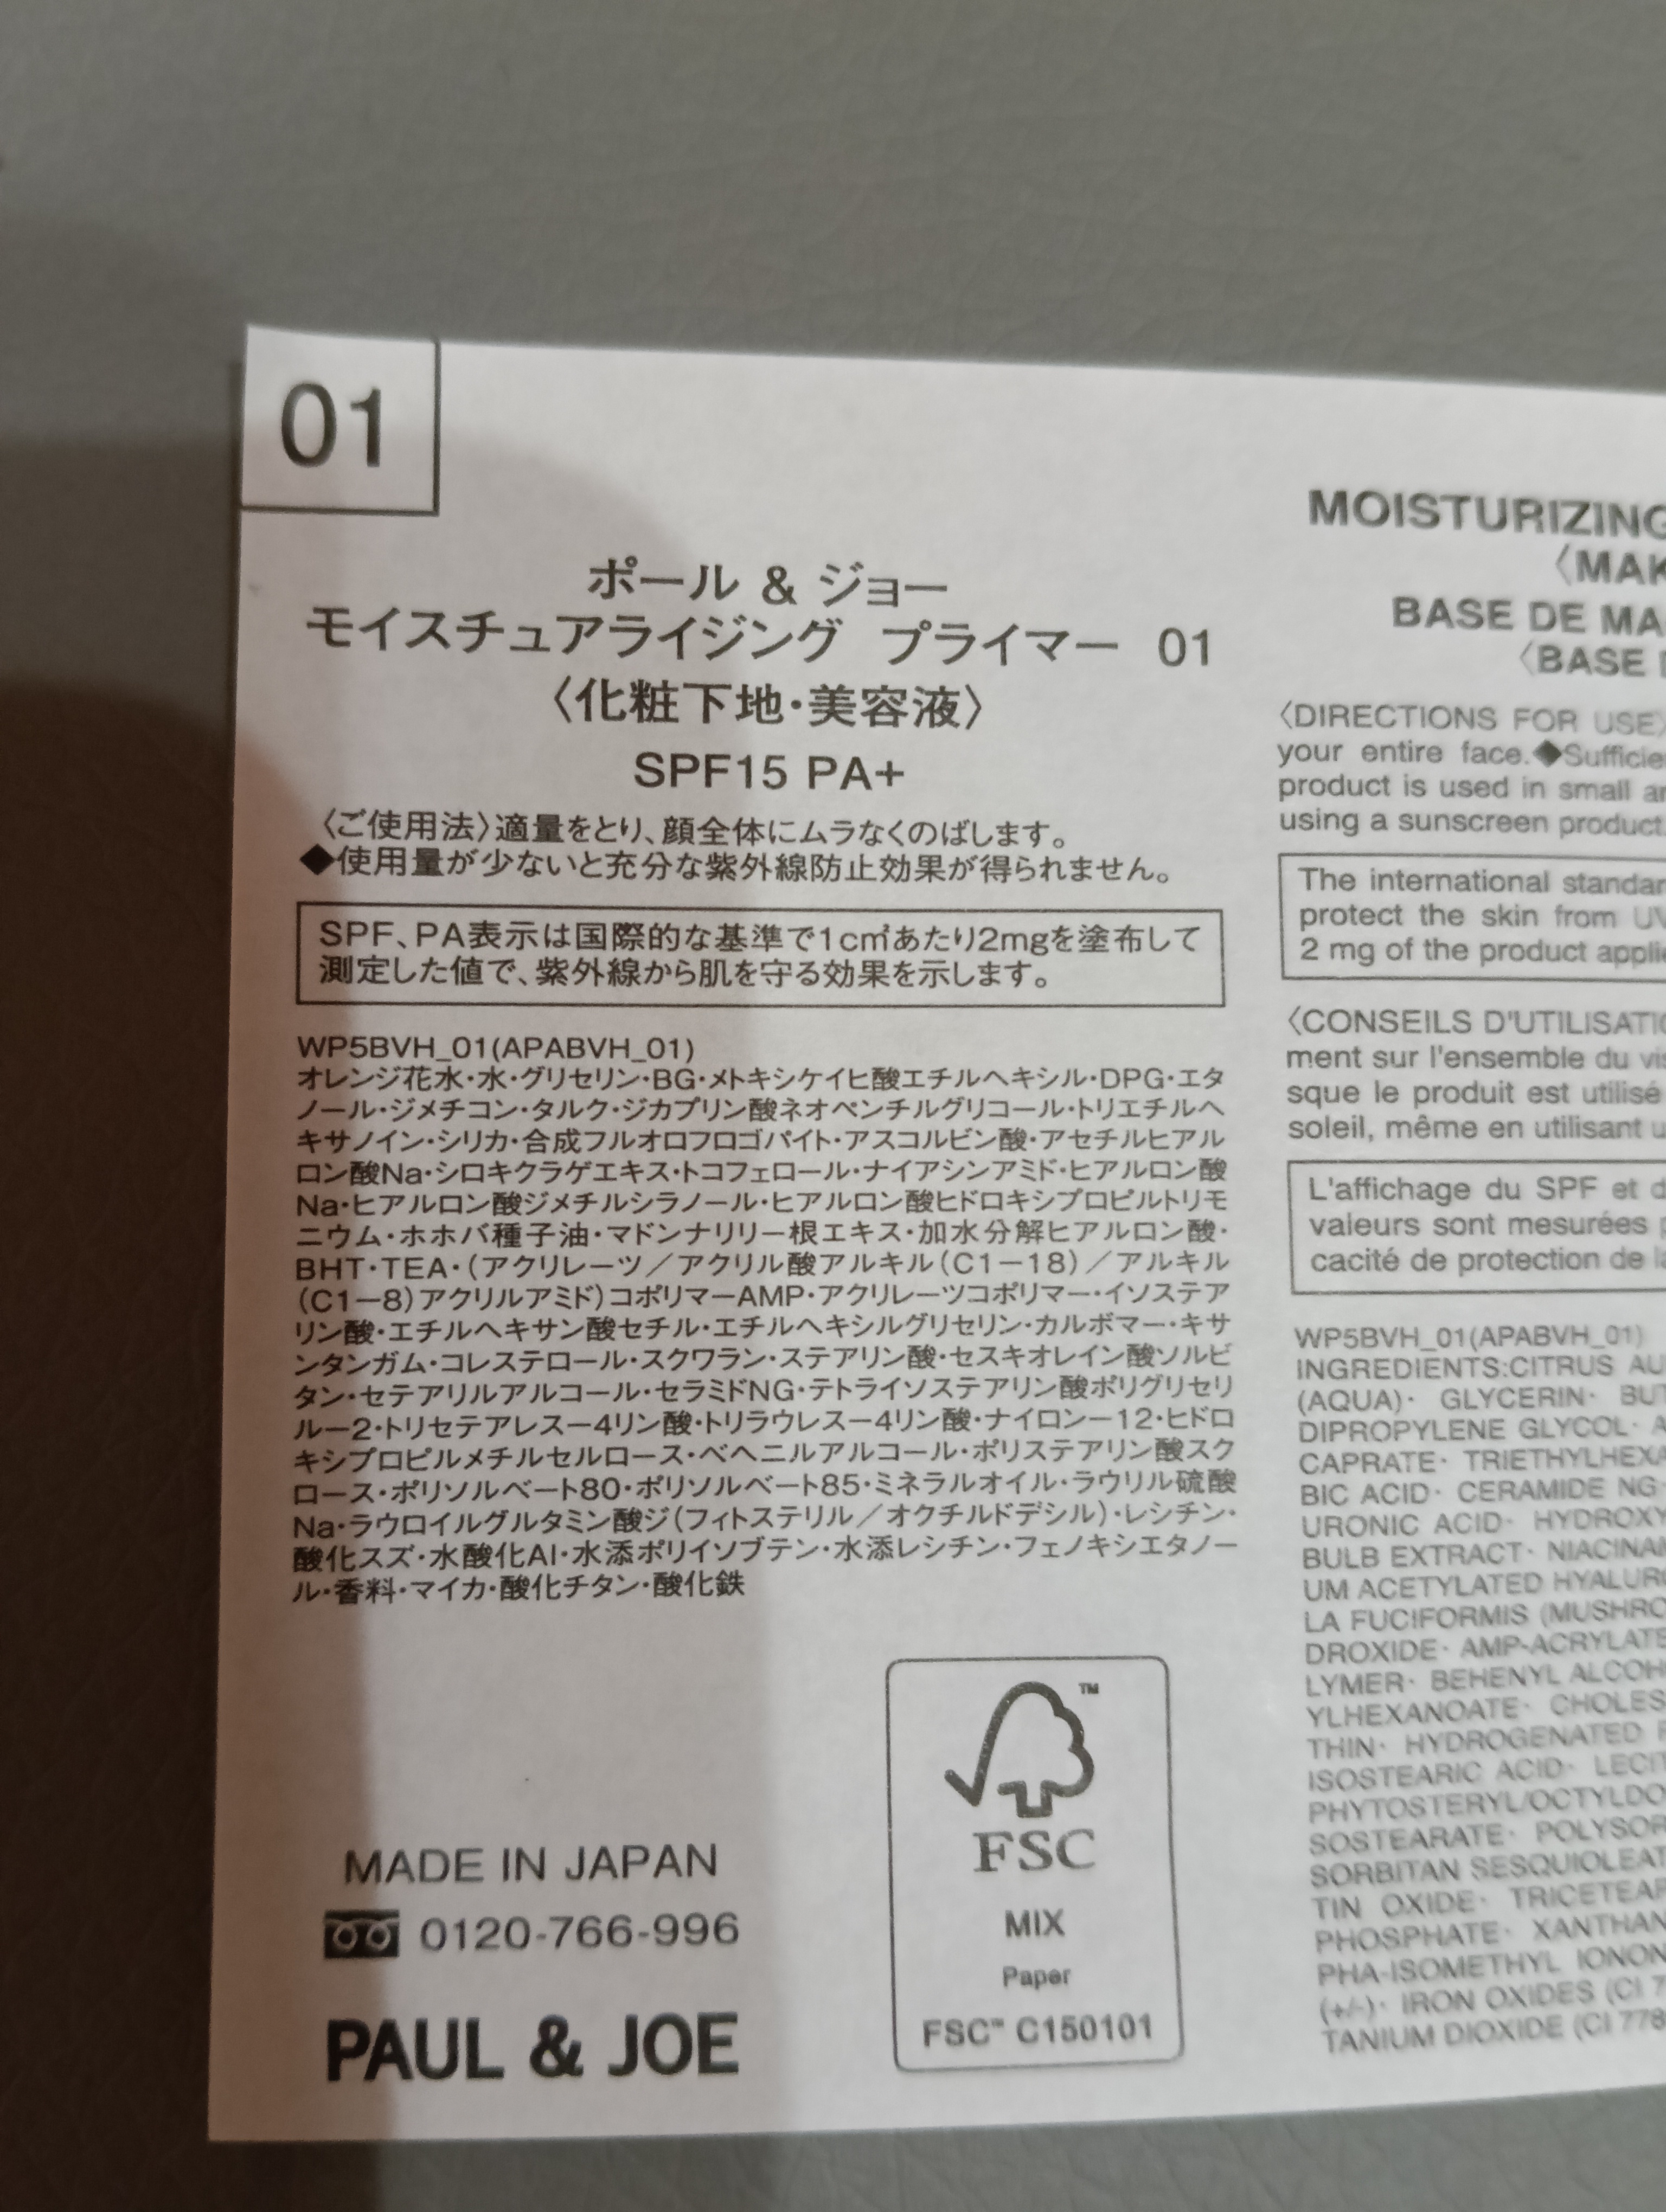 01
ポール & ジョー
モイスチュアライジング プライマー 01
〈化粧下地・美容液〉
SPF15 PA+
〈ご使用法〉適量をとり、顔全体にムラなくのばします。
◆使用量が少ないと充分な紫外線防止効果が得られません。
SPF、PA表示は国際的な基準で1c㎡あたり2mgを塗布して
測定した値で、紫外線から肌を守る効果を示します。
WP5BVH_01(APABVH_01)
オレンジ花水・水・グリセリン・BG・メトキシケイヒ酸エチルヘキシル・DPG・エタ
ノール・ジメチコン・タルク・ジカプリン酸ネオペンチルグリコール・トリエチルヘ
キサノイン・シリカ・合成フルオロフロゴパイト・アスコルビン酸・アセチルヒアル
ロン酸Na・シロキクラゲエキス・トコフェロール・ナイアシンアミド・ヒアルロン酸
Na・ヒアルロン酸ジメチルシラノール・ヒアルロン酸ヒドロキシプロピルトリモ
ニウム・ホホバ種子油・マドンナリリー根エキス・加水分解ヒアルロン酸・
BHT・TEA・(アクリレーツ／アクリル酸アルキル(C1－18)／アルキル
(C1－8)アクリルアミド)コポリマーAMP・アクリレーツコポリマー・イソステア
リン酸・エチルヘキサン酸セチル・エチルヘキシルグリセリン・カルボマー・キサ
ンタンガム・コレステロール・スクワラン・ステアリン酸・セスキオレイン酸ソルビ
タン・セテアリルアルコール・セラミドNG・テトライソステアリン酸ポリグリセリ
ル－2・トリセテアレス－4リン酸・トリラウレス－4リン酸・ナイロン－12・ヒドロ
キシプロピルメチルセルロース・ベヘニルアルコール・ポリステアリン酸スク
ロース・ポリソルベート80・ポリソルベート85・ミネラルオイル・ラウリル硫酸
Na・ラウロイルグルタミン酸ジ(フィトステリル／オクチルドデシル)・レシチン・
酸化スズ・水酸化Al・水添ポリイソブテン・水添レシチン・フェノキシエタノー
ル・香料・マイカ・酸化チタン・酸化鉄
MADE IN JAPAN
0120-766-996
PAUL & JOE
TM
FSC
MIX
Paper
FSC™ C150101
MOISTURIZING
〈MAK
BASE DE MA
〈BASE
〈DIRECTIONS FOR USE〉
your entire face.◆Sufficie
product is used in small a
using a sunscreen product.
The international standar
protect the skin from UV
2 mg of the product applie
〈CONSEILS D'UTILISATIO
ment sur l'ensemble du vis
sque le produit est utilisé
soleil, même en utilisant u
L'affichage du SPF et d
valeurs sont mesurées p
cacité de protection de la
WP5BVH_01(APABVH_01)
INGREDIENTS:CITRUS AU
(AQUA)・ GLYCERIN・ BUT
DIPROPYLENE GLYCOL・ A
CAPRATE・ TRIETHYLHEXA
BIC ACID・ CERAMIDE NG・
URONIC ACID・ HYDROXY
BULB EXTRACT・ NIACINAM
UM ACETYLATED HYALURO
LA FUCIFORMIS (MUSHRO
DROXIDE・ AMP-ACRYLATE
LYMER・ BEHENYL ALCOH
YLHEXANOATE・ CHOLES
THIN・ HYDROGENATED P
ISOSTEARIC ACID・ LECIT
PHYTOSTERYL/OCTYLDO
SOSTEARATE・ POLYSOR
SORBITAN SESQUIOLEAT
TIN OXIDE・ TRICETEAR
PHOSPHATE・ XANTHAN
PHA-ISOMETHYL IONON
(+/-)・ IRON OXIDES (CI 7
TANIUM DIOXIDE (CI 778